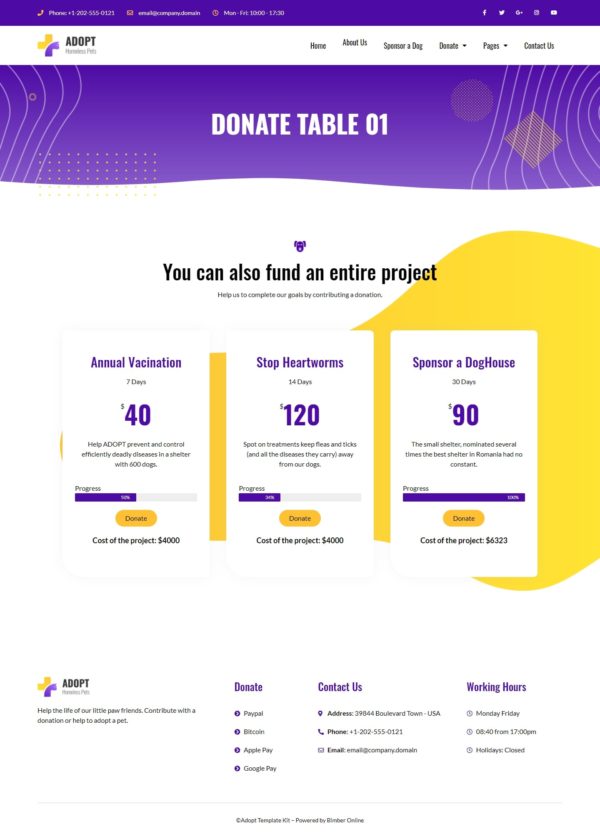 Phone: +1-202-555-0121 email@company.domain Mon - Fri: 10:00 - 17:30
ADOPT
Homeless Pets
Home About Us Sponsor a Dog Donate Pages Contact Us
DONATE TABLE 01
You can also fund an entire project
Help us to complete our goals by contributing a donation.
Annual Vacination
7 Days
$40
Help ADOPT prevent and control
efficiently deadly diseases in a shelter
with 600 dogs.
Progress
50%
Donate
Cost of the project: $4000
Stop Heartworms
14 Days
$120
Spot on treatments keep fleas and ticks
(and all the diseases they carry) away
from our dogs.
Progress
34%
Donate
Cost of the project: $4000
Sponsor a DogHouse
30 Days
$90
The small shelter, nominated several
times the best shelter in Romania had no
constant.
Progress
100%
Donate
Cost of the project: $6323
ADOPT
Homeless Pets
Help the life of our little paw friends. Contribute with a
donation or help to adopt a pet.
Donate
Paypal
Bitcoin
Apple Pay
Google Pay
Contact Us
Address: 39844 Boulevard Town - USA
Phone: +1-202-555-0121
Email: email@company.domain
Working Hours
Monday Friday
08:40 from 17:00pm
Holidays: Closed
©Adopt Template Kit – Powered by Bimber Online